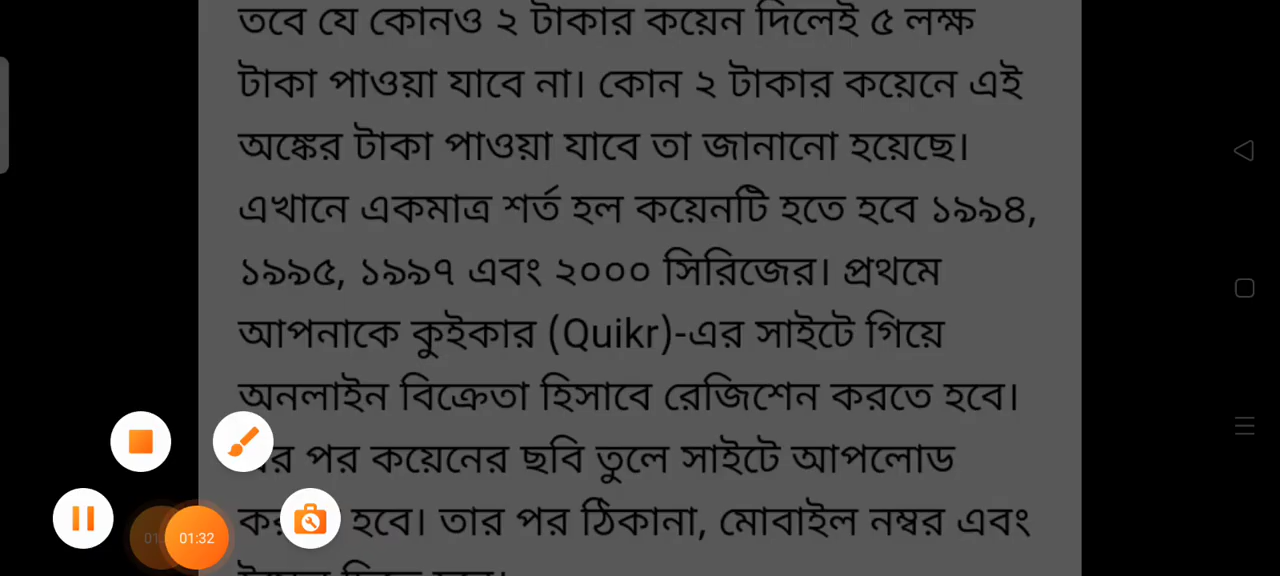 তবে যে কোনও ২ টাকার কয়েন দিলেই ৫ লক্ষ
টাকা পাওয়া যাবে না। কোন ২ টাকার কয়েনে এই
অঙ্কের টাকা পাওয়া যাবে তা জানানো হয়েছে।
এখানে একমাত্র শর্ত হল কয়েনটি হতে হবে ১৯৯৪,
১৯৯৫, ১৯৯৭ এবং ২০০০ সিরিজের। প্রথমে
আপনাকে কুইকার (Quikr)-এর সাইটে গিয়ে
অনলাইন বিক্রেতা হিসাবে রেজিশেন করতে হবে।
পর কয়েনের ছবি তুলে সাইটে আপলোড
হবে। তার পর ঠিকানা, মোবাইল নম্বর এবং
01:32